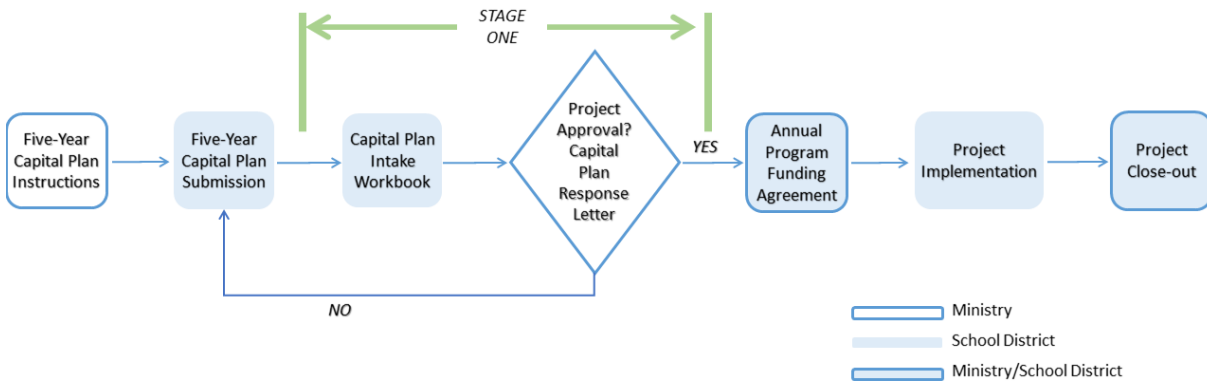 STAGE
ONE
Five-Year
Capital Plan
Instructions
Five-Year
Capital Plan
Submission
Capital Plan
Intake
Workbook
Project
Approval?
Capital
Plan
Response
Letter
YES
Annual
Program
Funding
Agreement
Project
Implementation
Project
Close-out
NO
Ministry
School District
Ministry/School District